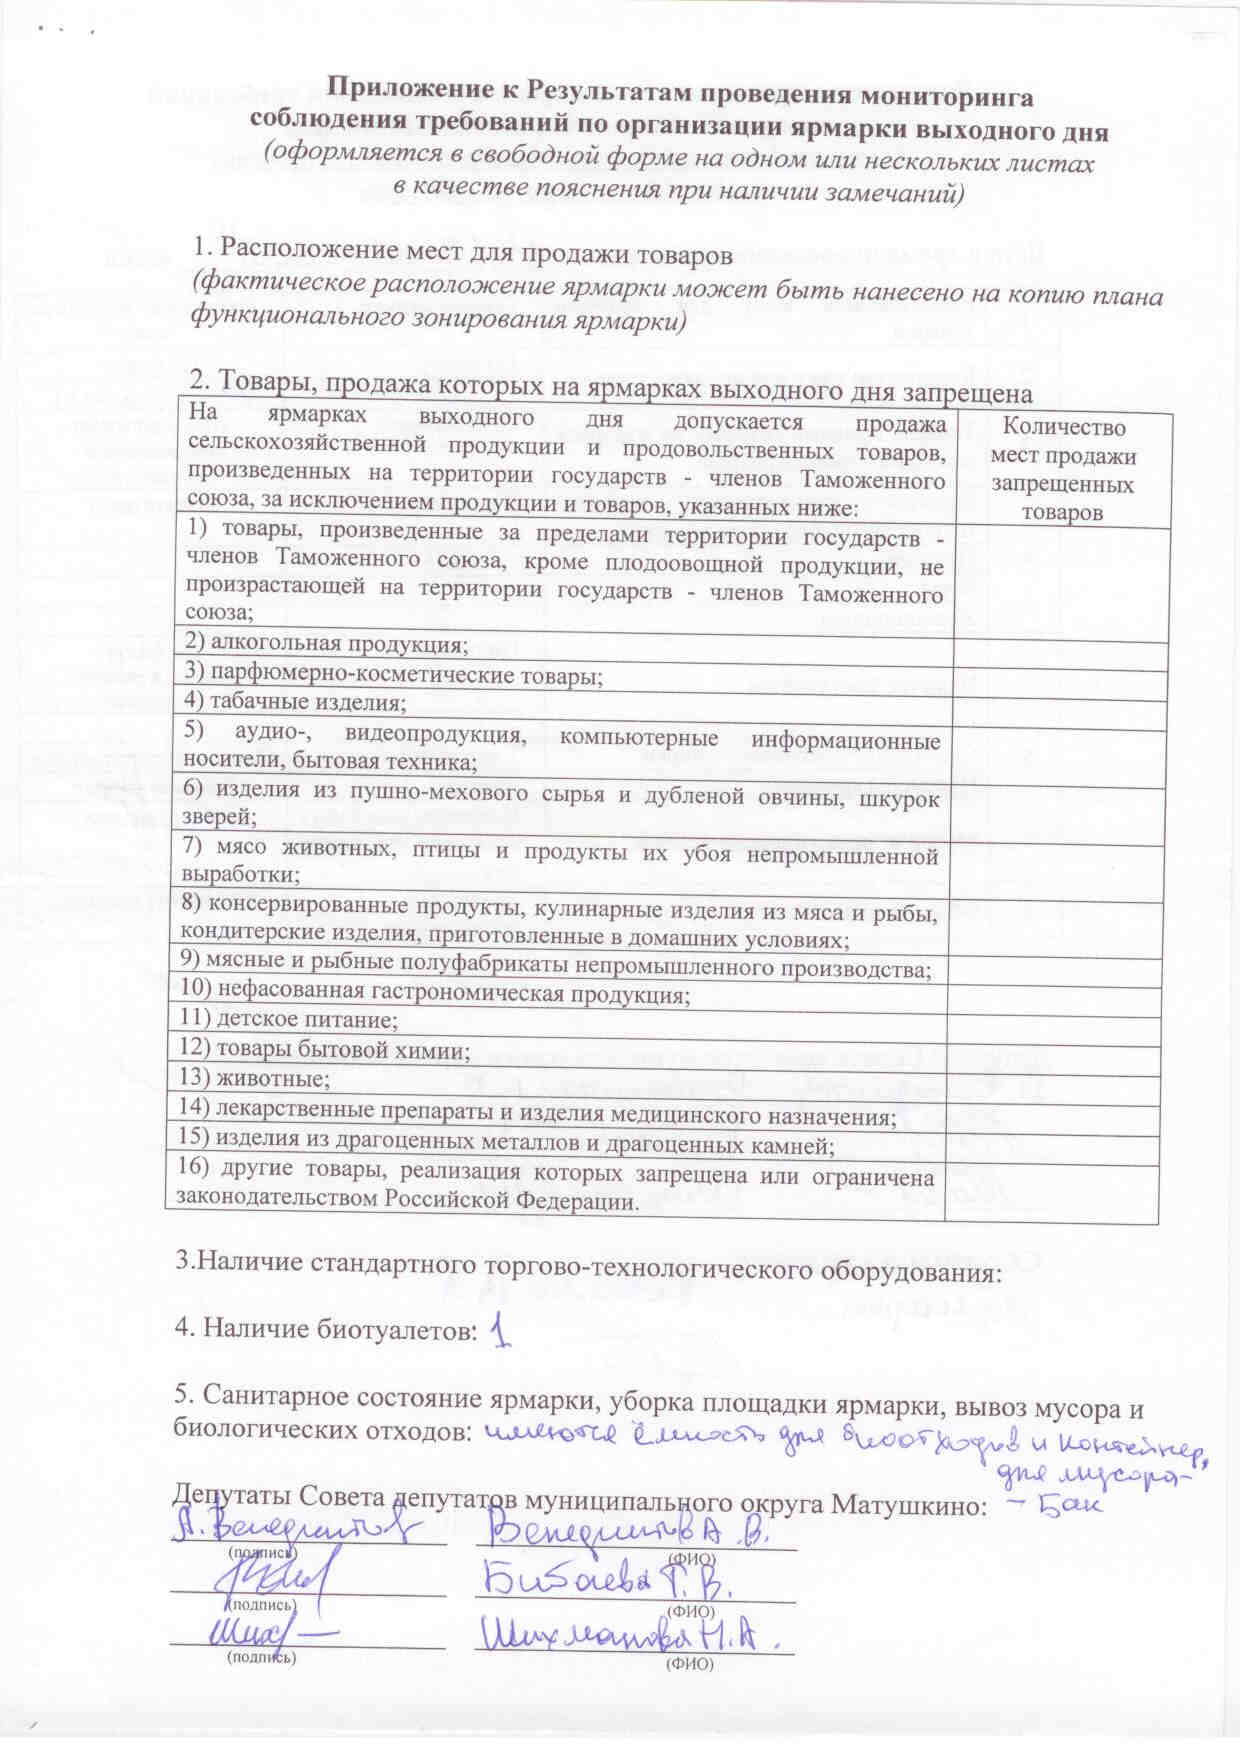 Приложение к Результатам проведения мониторинга
соблюдения требований по организации ярмарки выходного дня
(оформляется в свободной форме на одном или нескольких листах
в качестве пояснения при наличии замечаний)
1. Расположение мест для продажи товаров
(фактическое расположение ярмарки может быть нанесено на копию плана
функционального зонирования ярмарки)
2. Товары, продажа которых на ярмарках выходного дня запрещена
На ярмарках выходного дня допускается продажа
сельскохозяйственной продукции и продовольственных товаров,
произведенных на территории государств - членов Таможенного
союза, за исключением продукции и товаров, указанных ниже:
Количество
мест продажи
запрещенных
товаров
1) товары, произведенные за пределами территории государств -
членов Таможенного союза, кроме плодоовощной продукции, не
произрастающей на территории государств - членов Таможенного
союза;
2) алкогольная продукция;
3) парфюмерно-косметические товары;
4) табачные изделия;
5) аудио-, видеопродукция, компьютерные информационные
носители, бытовая техника;
6) изделия из пушно-мехового сырья и дубленой овчины, шкурок
зверей;
7) мясо животных, птицы и продукты их убоя непромышленной
выработки;
8) консервированные продукты, кулинарные изделия из мяса и рыбы,
кондитерские изделия, приготовленные в домашних условиях;
9) мясные и рыбные полуфабрикаты непромышленного производства;
10) нефасованная гастрономическая продукция;
11) детское питание;
12) товары бытовой химии;
13) животные;
14) лекарственные препараты и изделия медицинского назначения;
15) изделия из драгоценных металлов и драгоценных камней;
16) другие товары, реализация которых запрещена или ограничена
законодательством Российской Федерации.
3.Наличие стандартного торгово-технологического оборудования:
4. Наличие биотуалетов: 1
5. Санитарное состояние ярмарки, уборка площадки ярмарки, вывоз мусора и
биологических отходов: имеются ёмкость для биоотходов и контейнер
для мусора-
Депутаты Совета депутатов муниципального округа Матушкино: - Бак
А.Венедиктов Венедиктов А.В.
(подпись) (ФИО)
Бибаева Г.В.
(подпись) (ФИО)
Ших Шихманова Н.А.
(подпись) (ФИО)